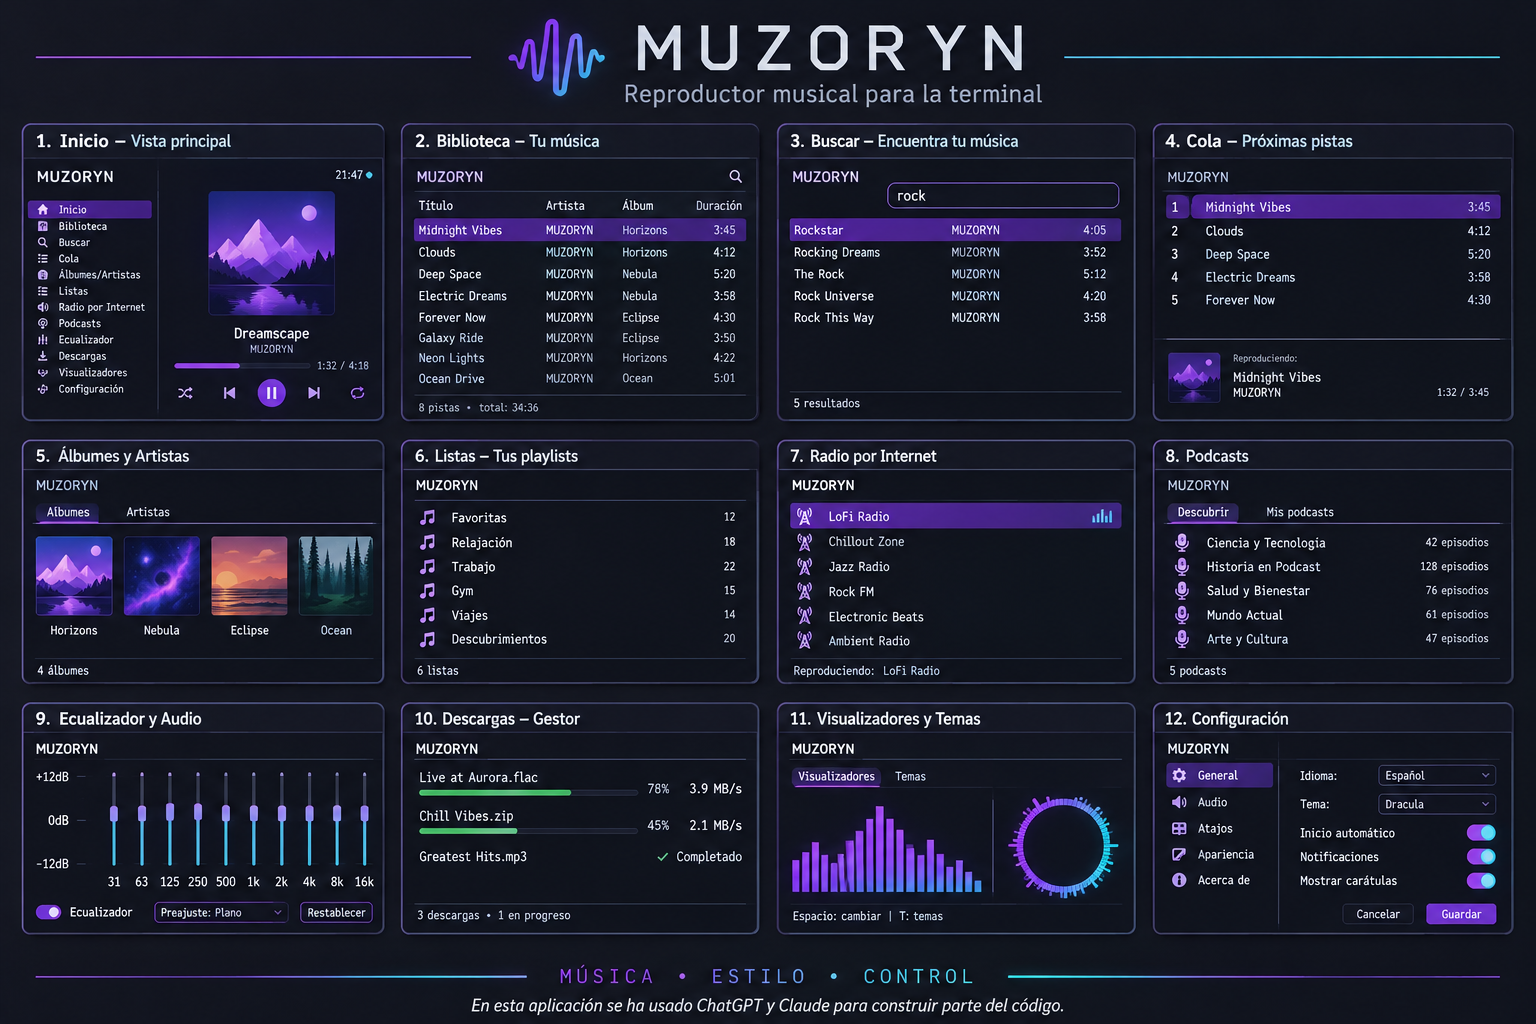 MUZORYN
Reproductor musical para la terminal
1. Inicio – Vista principal
MUZORYN
21:47
Inicio
Biblioteca
Buscar
Cola
Álbumes/Artistas
Listas
Radio por Internet
Podcasts
Ecualizador
Descargas
Visualizadores
Configuración
Dreamscape
MUZORYN
1:32 / 4:18
2. Biblioteca – Tu música
MUZORYN
Título Artista Álbum Duración
Midnight Vibes MUZORYN Horizons 3:45
Clouds MUZORYN Horizons 4:12
Deep Space MUZORYN Nebula 5:20
Electric Dreams MUZORYN Nebula 3:58
Forever Now MUZORYN Eclipse 4:30
Galaxy Ride MUZORYN Eclipse 3:50
Neon Lights MUZORYN Horizons 4:22
Ocean Drive MUZORYN Ocean 5:01
8 pistas • total: 34:36
3. Buscar – Encuentra tu música
MUZORYN
rock
Rockstar MUZORYN 4:05
Rocking Dreams MUZORYN 3:52
The Rock MUZORYN 5:12
Rock Universe MUZORYN 4:20
Rock This Way MUZORYN 3:58
5 resultados
4. Cola – Próximas pistas
MUZORYN
1 Midnight Vibes 3:45
2 Clouds 4:12
3 Deep Space 5:20
4 Electric Dreams 3:58
5 Forever Now 4:30
Reproduciendo:
Midnight Vibes
MUZORYN 1:32 / 3:45
5. Álbumes y Artistas
MUZORYN
Albumes Artistas
Horizons Nebula Eclipse Ocean
4 álbumes
6. Listas – Tus playlists
MUZORYN
Favoritas 12
Relajación 18
Trabajo 22
Gym 15
Viajes 14
Descubrimientos 20
6 listas
7. Radio por Internet
MUZORYN
LoFi Radio
Chillout Zone
Jazz Radio
Rock FM
Electronic Beats
Ambient Radio
Reproduciendo: LoFi Radio
8. Podcasts
MUZORYN
Descubrir Mis podcasts
Ciencia y Tecnologia 42 episodios
Historia en Podcast 128 episodios
Salud y Bienestar 76 episodios
Mundo Actual 61 episodios
Arte y Cultura 47 episodios
5 podcasts
9. Ecualizador y Audio
MUZORYN
+12dB
0dB
−12dB
31 63 125 250 500 1k 2k 4k 8k 16k
Ecualizador Preajuste: Plano Restablecer
10. Descargas – Gestor
MUZORYN
Live at Aurora.flac
78% 3.9 MB/s
Chill Vibes.zip
45% 2.1 MB/s
Greatest Hits.mp3 ✓ Completado
3 descargas • 1 en progreso
11. Visualizadores y Temas
MUZORYN
Visualizadores Temas
Espacio: cambiar | T: temas
12. Configuración
MUZORYN
General
Audio
Atajos
Apariencia
Acerca de
Idioma: Español
Tema: Dracula
Inicio automático
Notificaciones
Mostrar carátulas
Cancelar Guardar
MÚSICA • ESTILO • CONTROL
En esta aplicación se ha usado ChatGPT y Claude para construir parte del código.